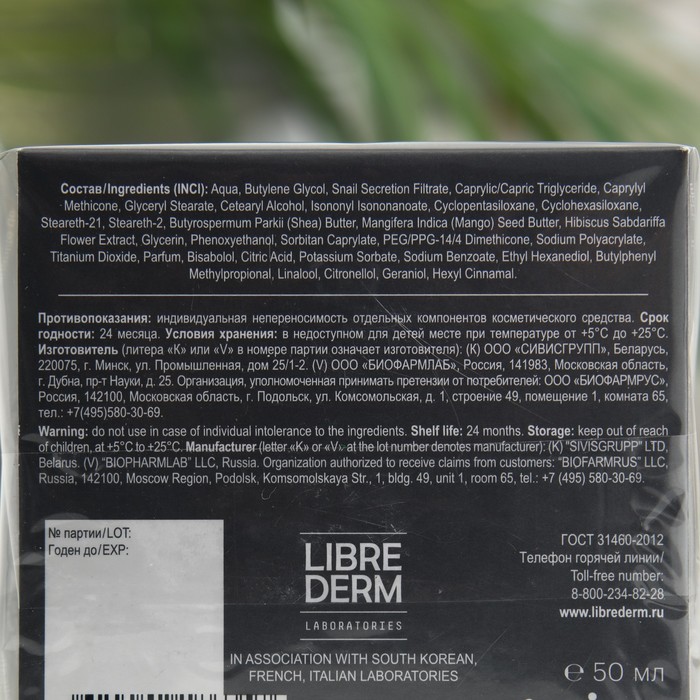 Состав/Ingredients (INCI): Aqua, Butylene Glycol, Snail Secretion Filtrate, Caprylic/Capric Triglyceride, Caprylyl
Methicone, Glyceryl Stearate, Cetearyl Alcohol, Isononyl Isononanoate, Cyclopentasiloxane, Cyclohexasiloxane,
Steareth-21, Steareth-2, Butyrospermum Parkii (Shea) Butter, Mangifera Indica (Mango) Seed Butter, Hibiscus Sabdariffa
Flower Extract, Glycerin, Phenoxyethanol, Sorbitan Caprylate, PEG/PPG-14/4 Dimethicone, Sodium Polyacrylate,
Titanium Dioxide, Parfum, Bisabolol, Citric Acid, Potassium Sorbate, Sodium Benzoate, Ethyl Hexanediol, Butylphenyl
Methylpropional, Linalool, Citronellol, Geraniol, Hexyl Cinnamal.
Противопоказания: индивидуальная непереносимость отдельных компонентов косметического средства. Срок
годности: 24 месяца. Условия хранения: в недоступном для детей месте при температуре от +5°C до +25°C.
Изготовитель (литера «К» или «V» в номере партии означает изготовителя): (К) ООО «СИВИСГРУПП», Беларусь,
220075, г. Минск, ул. Промышленная, дом 25/1-2. (V) ООО «БИОФАРМЛАБ», Россия, 141983, Московская область,
г. Дубна, пр-т Науки, д. 25. Организация, уполномоченная принимать претензии от потребителей: ООО «БИОФАРМРУС»,
Россия, 142100, Московская область, г. Подольск, ул. Комсомольская, д. 1, строение 49, помещение 1, комната 65,
тел.: +7(495)580-30-69.
Warning: do not use in case of individual intolerance to the ingredients. Shelf life: 24 months. Storage: keep out of reach
of children, at +5°C to +25°C. Manufacturer (letter «K» or «V» at the lot number denotes manufacturer): (K) "SIVISGRUPP" LTD,
Belarus. (V) "BIOPHARMLAB" LLC, Russia. Organization authorized to receive claims from customers: "BIOFARMRUS" LLC,
Russia, 142100, Moscow Region, Podolsk, Komsomolskaya Str., 1, bldg. 49, unit 1, room 65, tel.: +7 (495) 580-30-69.
№ партии/LOT:
Годен до/EXP:
LIBRE
DERM
LABORATORIES
IN ASSOCIATION WITH SOUTH KOREAN,
FRENCH, ITALIAN LABORATORIES
ГОСТ 31460-2012
Телефон горячей линии/
Toll-free number:
8-800-234-82-28
www.librederm.ru
℮ 50 мл